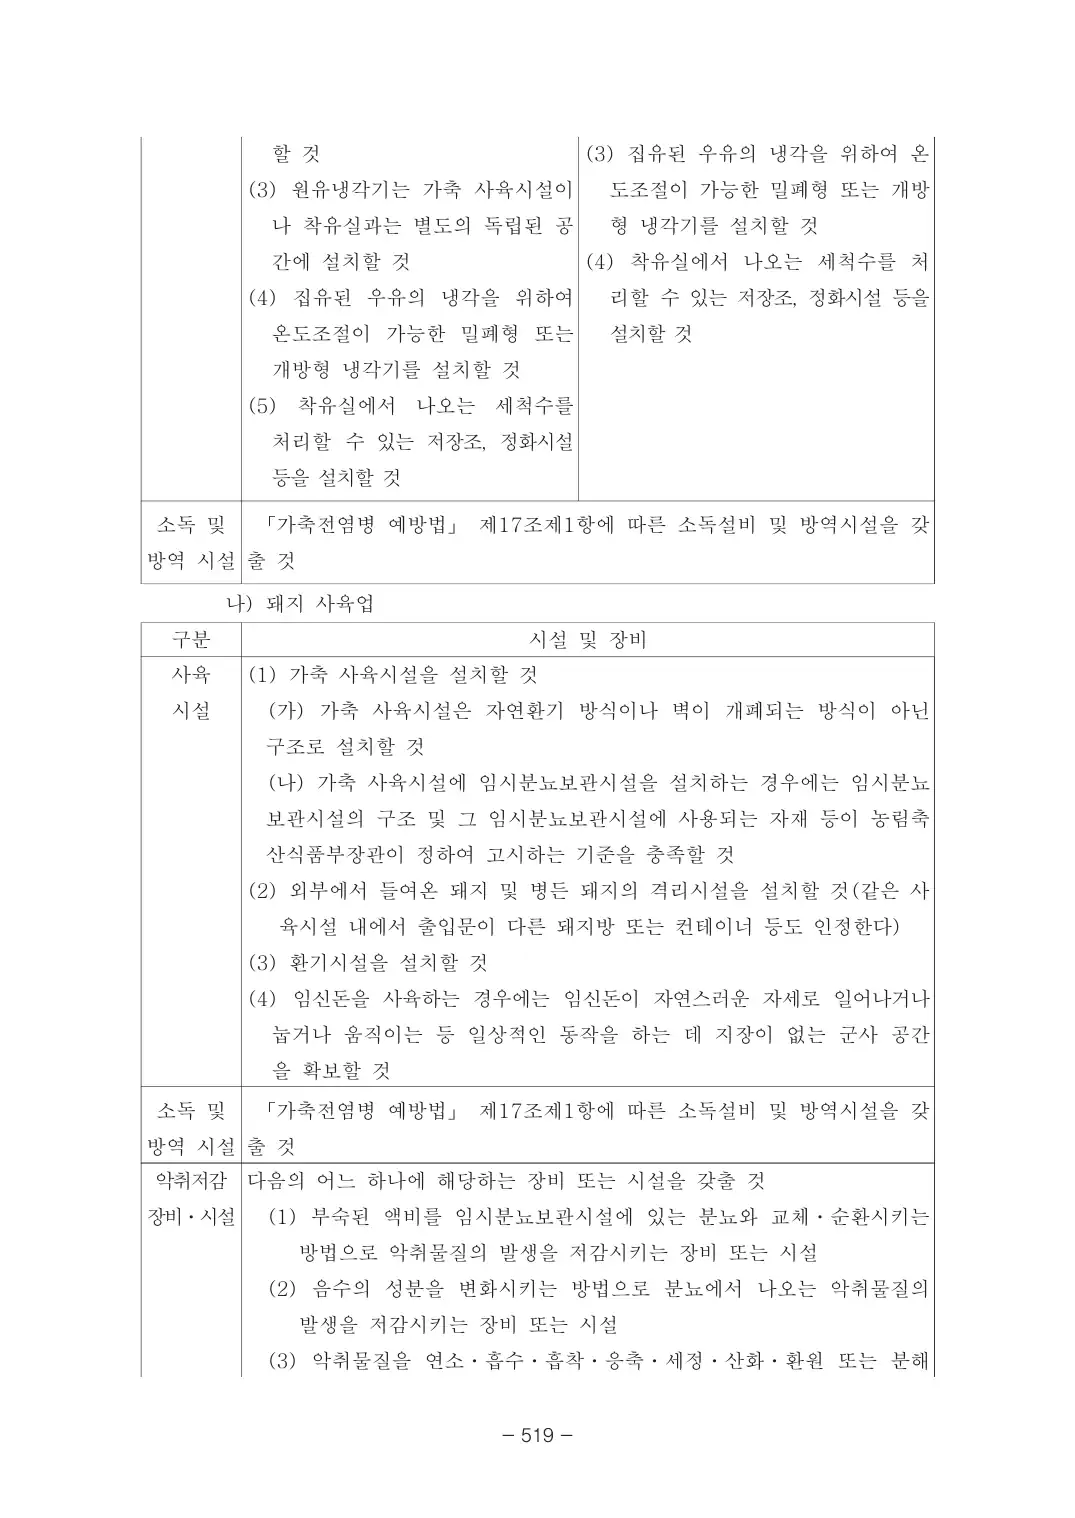 할 것
(3) 원유냉각기는 가축 사육시설이
나 착유실과는 별도의 독립된 공
간에 설치할 것
(4) 집유된 우유의 냉각을 위하여
온도조절이 가능한 밀폐형 또는
개방형 냉각기를 설치할 것
(5) 착유실에서 나오는 세척수를
처리할 수 있는 저장조, 정화시설
등을 설치할 것
(3) 집유된 우유의 냉각을 위하여 온
도조절이 가능한 밀폐형 또는 개방
형 냉각기를 설치할 것
(4) 착유실에서 나오는 세척수를 처
리할 수 있는 저장조, 정화시설 등을
설치할 것
소독 및
방역 시설
「가축전염병 예방법」 제17조제1항에 따른 소독설비 및 방역시설을 갖
출 것
나) 돼지 사육업
구분
시설 및 장비
사육
시설
(1) 가축 사육시설을 설치할 것
(가) 가축 사육시설은 자연환기 방식이나 벽이 개폐되는 방식이 아닌
구조로 설치할 것
(나) 가축 사육시설에 임시분뇨보관시설을 설치하는 경우에는 임시분뇨
보관시설의 구조 및 그 임시분뇨보관시설에 사용되는 자재 등이 농림축
산식품부장관이 정하여 고시하는 기준을 충족할 것
(2) 외부에서 들여온 돼지 및 병든 돼지의 격리시설을 설치할 것(같은 사
육시설 내에서 출입문이 다른 돼지방 또는 컨테이너 등도 인정한다)
(3) 환기시설을 설치할 것
(4) 임신돈을 사육하는 경우에는 임신돈이 자연스러운 자세로 일어나거나
눕거나 움직이는 등 일상적인 동작을 하는 데 지장이 없는 군사 공간
을 확보할 것
소독 및
방역 시설
「가축전염병 예방법」 제17조제1항에 따른 소독설비 및 방역시설을 갖
출 것
악취저감
장비·시설
다음의 어느 하나에 해당하는 장비 또는 시설을 갖출 것
(1) 부숙된 액비를 임시분뇨보관시설에 있는 분뇨와 교체·순환시키는
방법으로 악취물질의 발생을 저감시키는 장비 또는 시설
(2) 음수의 성분을 변화시키는 방법으로 분뇨에서 나오는 악취물질의
발생을 저감시키는 장비 또는 시설
(3) 악취물질을 연소·흡수·흡착·응축·세정·산화·환원 또는 분해
- 519 -